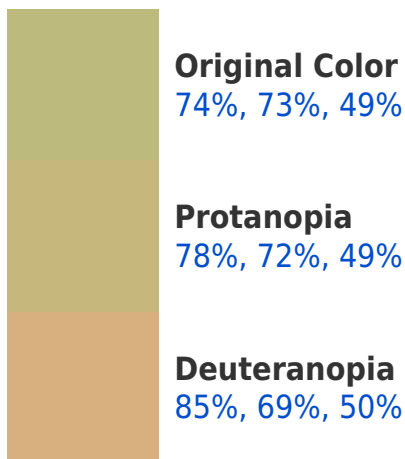 Original Color
74%, 73%, 49%
Protanopia
78%, 72%, 49%
Deuteranopia
85%, 69%, 50%